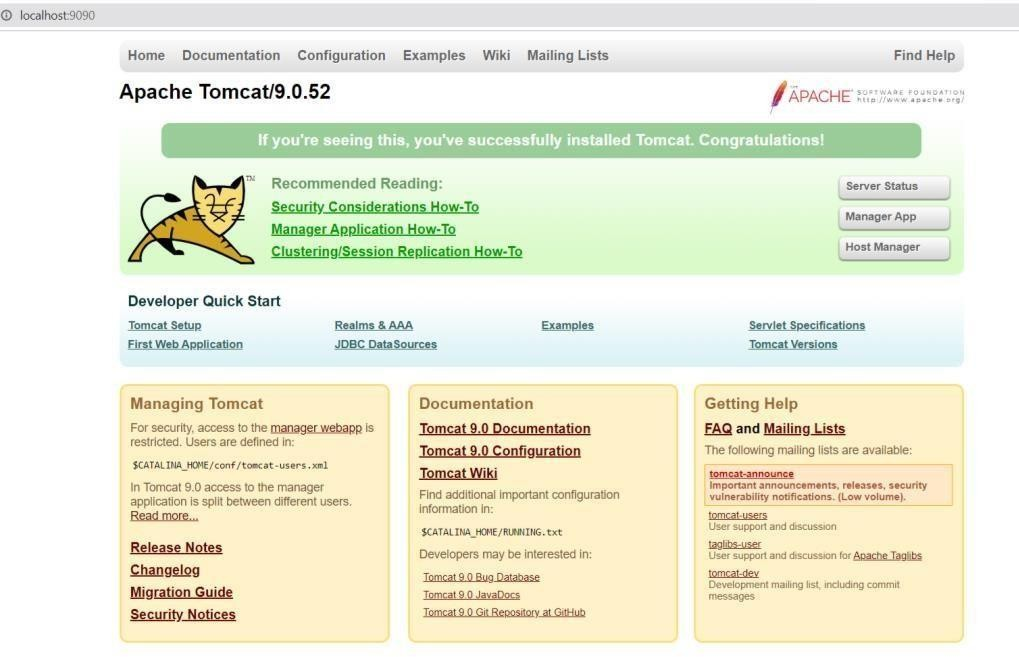 localhost:9090
Home Documentation Configuration Examples Wiki Mailing Lists Find Help
Apache Tomcat/9.0.52
THE
APACHE® SOFTWARE FOUNDATION
http://www.apache.org/
If you're seeing this, you've successfully installed Tomcat. Congratulations!
TM
Recommended Reading:
Security Considerations How-To
Manager Application How-To
Clustering/Session Replication How-To
Server Status
Manager App
Host Manager
Developer Quick Start
Tomcat Setup
First Web Application
Realms & AAA
JDBC DataSources
Examples
Servlet Specifications
Tomcat Versions
Managing Tomcat
For security, access to the manager webapp is
restricted. Users are defined in:
$CATALINA_HOME/conf/tomcat-users.xml
In Tomcat 9.0 access to the manager
application is split between different users.
Read more...
Release Notes
Changelog
Migration Guide
Security Notices
Documentation
Tomcat 9.0 Documentation
Tomcat 9.0 Configuration
Tomcat Wiki
Find additional important configuration
information in:
$CATALINA_HOME/RUNNING.txt
Developers may be interested in:
Tomcat 9.0 Bug Database
Tomcat 9.0 JavaDocs
Tomcat 9.0 Git Repository at GitHub
Getting Help
FAQ and Mailing Lists
The following mailing lists are available:
tomcat-announce
Important announcements, releases, security
vulnerability notifications. (Low volume).
tomcat-users
User support and discussion
taglibs-user
User support and discussion for Apache Taglibs
tomcat-dev
Development mailing list, including commit
messages